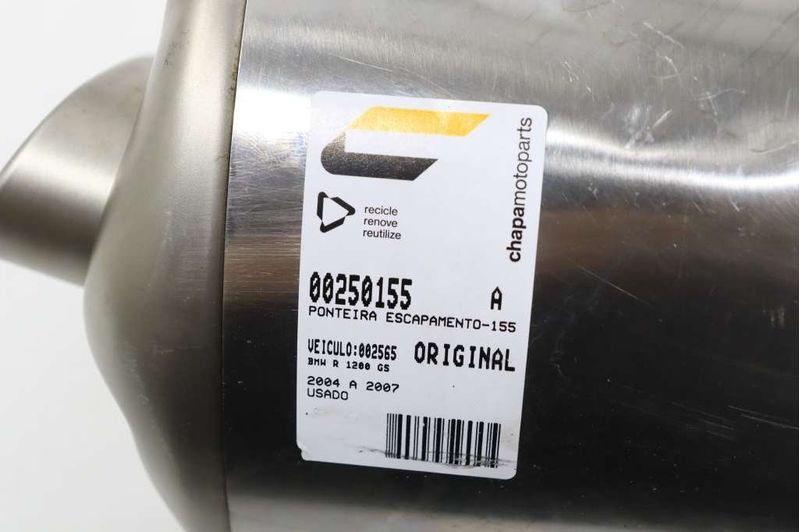 chapamotoparts
recicle
renove
reutilize
00250155 A
PONTEIRA ESCAPAMENTO-155
VEICULO:002565 ORIGINAL
BMW R 1200 GS
2004 A 2007
USADO